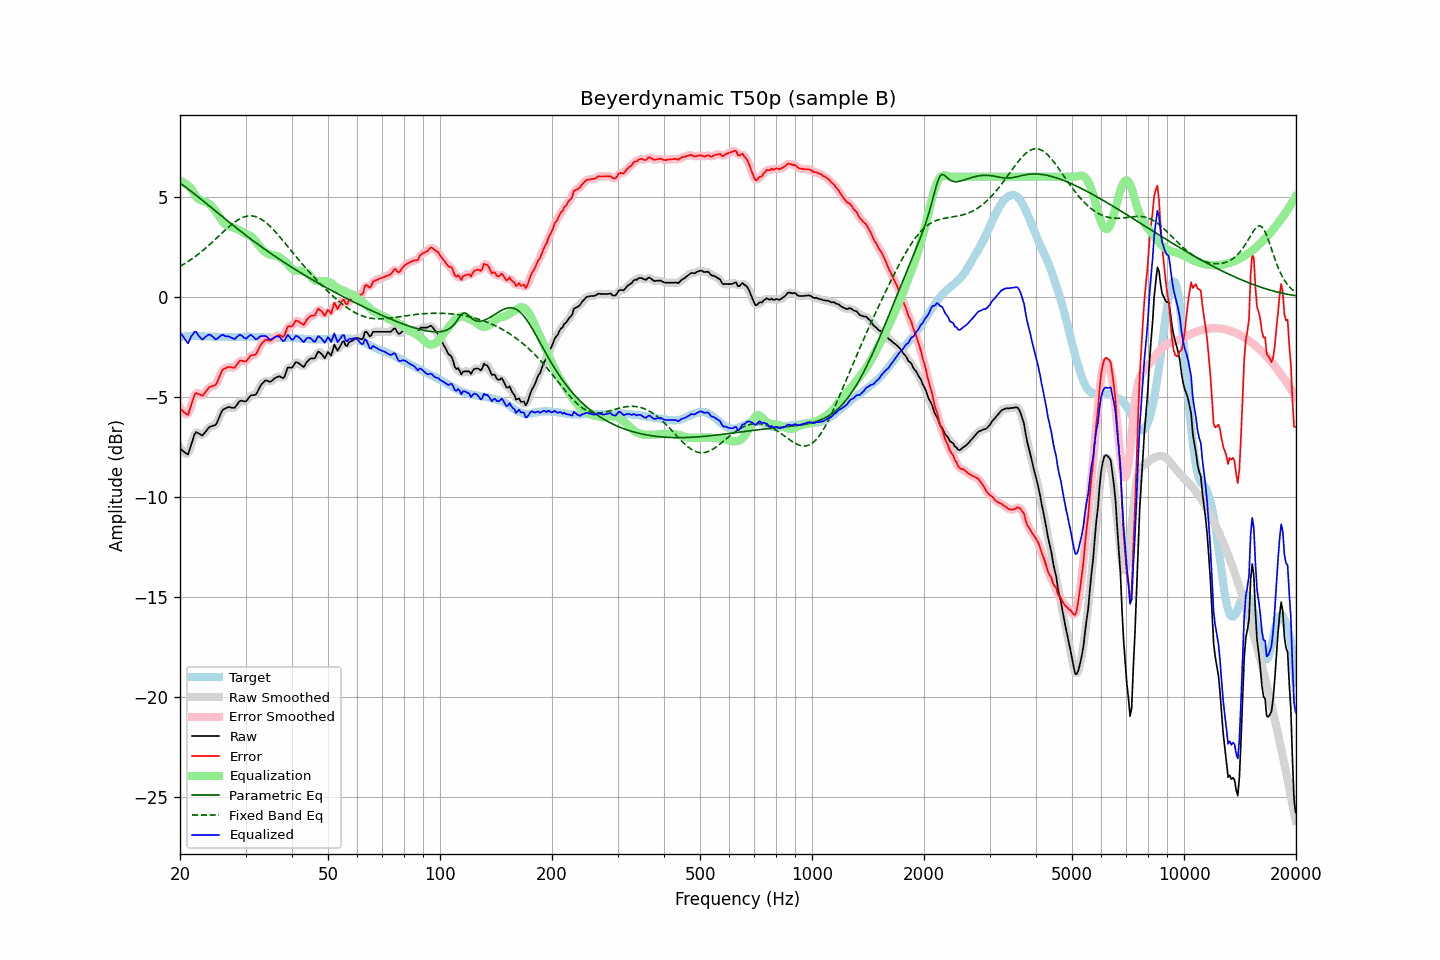 Beyerdynamic T50p (sample B)
Amplitude (dBr)
5
0
−5
−10
−15
−20
−25
Target
Raw Smoothed
Error Smoothed
Raw
Error
Equalization
Parametric Eq
Fixed Band Eq
Equalized
20 50 100 200 500 1000 2000 5000 10000 20000
Frequency (Hz)